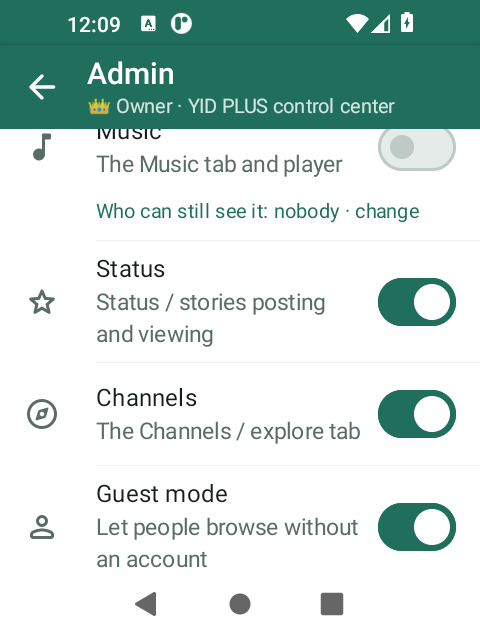 12:09
Admin
👑 Owner · YID PLUS control center
Music
The Music tab and player
Who can still see it: nobody · change
Status
Status / stories posting
and viewing
Channels
The Channels / explore tab
Guest mode
Let people browse without
an account